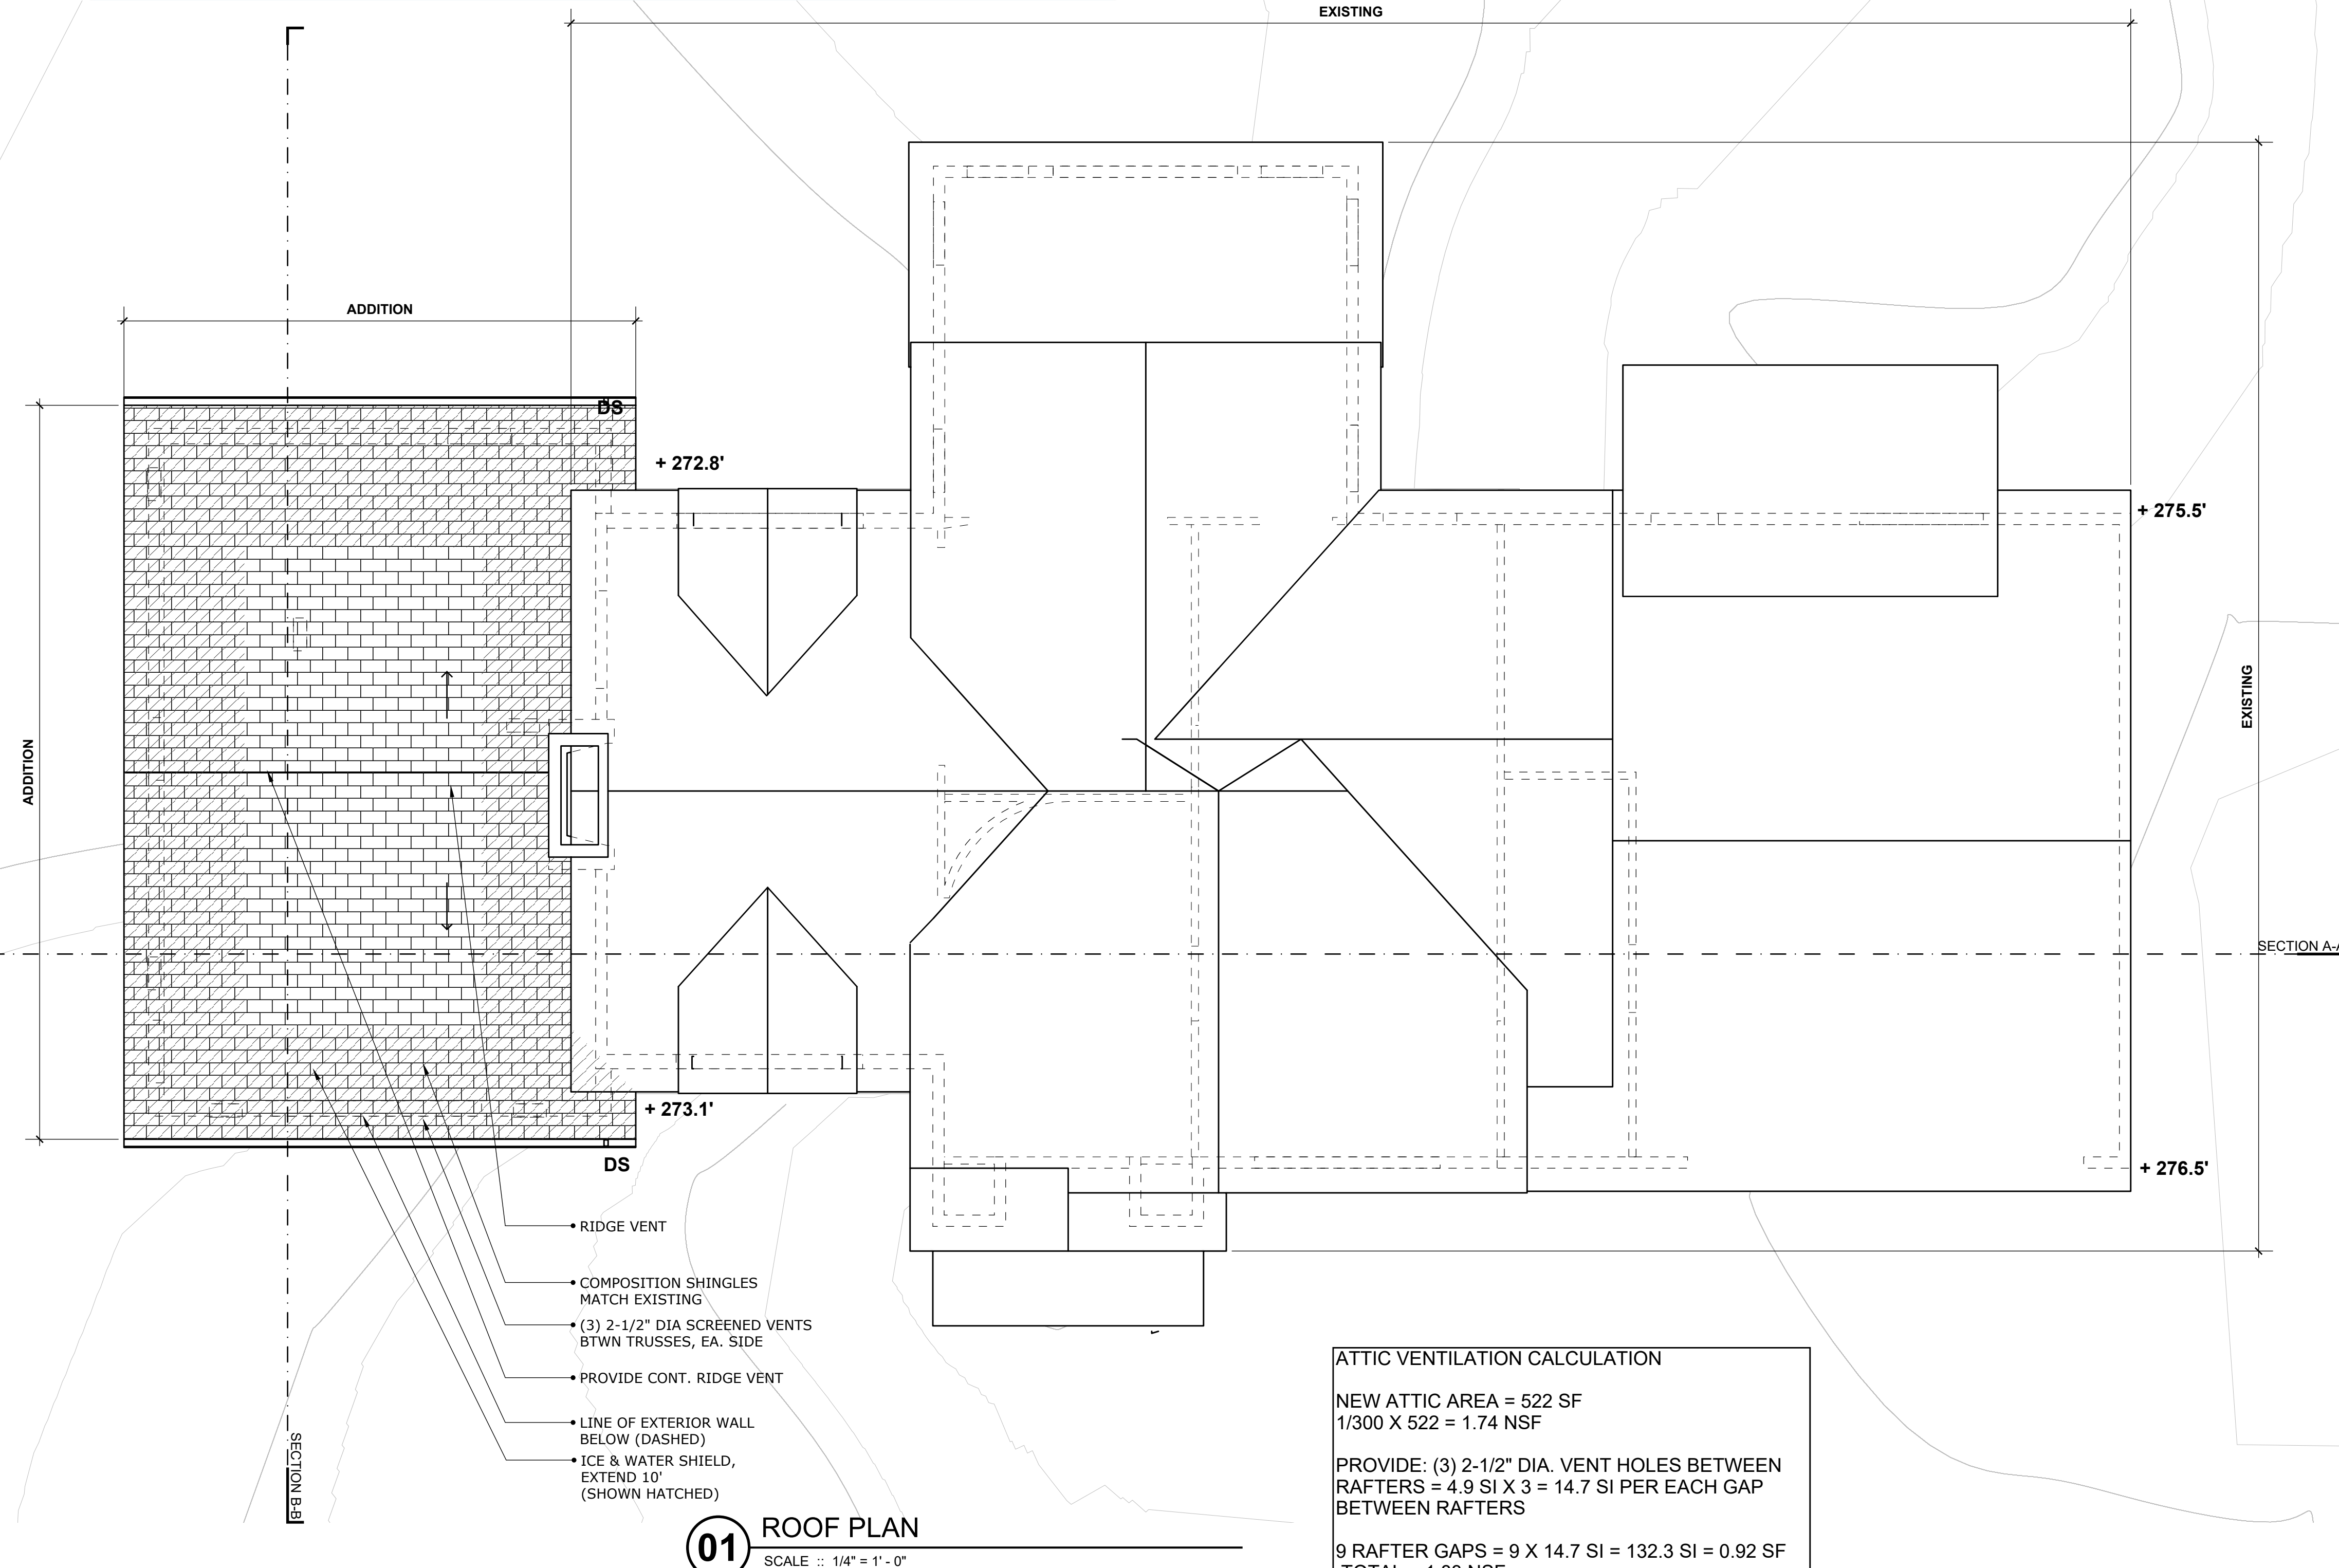 EXISTING
ADDITION
DS
+ 272.8'
+ 275.5'
EXISTING
ADDITION
SECTION A-A
+ 273.1'
DS
+ 276.5'
RIDGE VENT
COMPOSITION SHINGLES
MATCH EXISTING
(3) 2-1/2" DIA SCREENED VENTS
BTWN TRUSSES, EA. SIDE
PROVIDE CONT. RIDGE VENT
LINE OF EXTERIOR WALL
BELOW (DASHED)
ICE & WATER SHIELD,
EXTEND 10'
(SHOWN HATCHED)
SECTION B-B
01
ROOF PLAN
SCALE :: 1/4" = 1' - 0"
ATTIC VENTILATION CALCULATION
NEW ATTIC AREA = 522 SF
1/300 X 522 = 1.74 NSF
PROVIDE: (3) 2-1/2" DIA. VENT HOLES BETWEEN
RAFTERS = 4.9 SI X 3 = 14.7 SI PER EACH GAP
BETWEEN RAFTERS
9 RAFTER GAPS = 9 X 14.7 SI = 132.3 SI = 0.92 SF